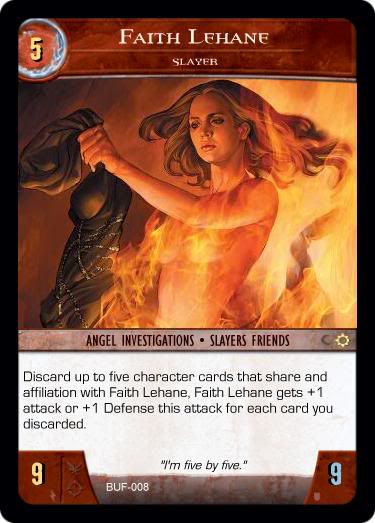 5
FAITH LEHANE
SLAYER
ANGEL INVESTIGATIONS • SLAYERS FRIENDS
Discard up to five character cards that share and
affiliation with Faith Lehane, Faith Lehane gets +1
attack or +1 Defense this attack for each card you
discarded.
"I'm five by five."
9
BUF-008
9